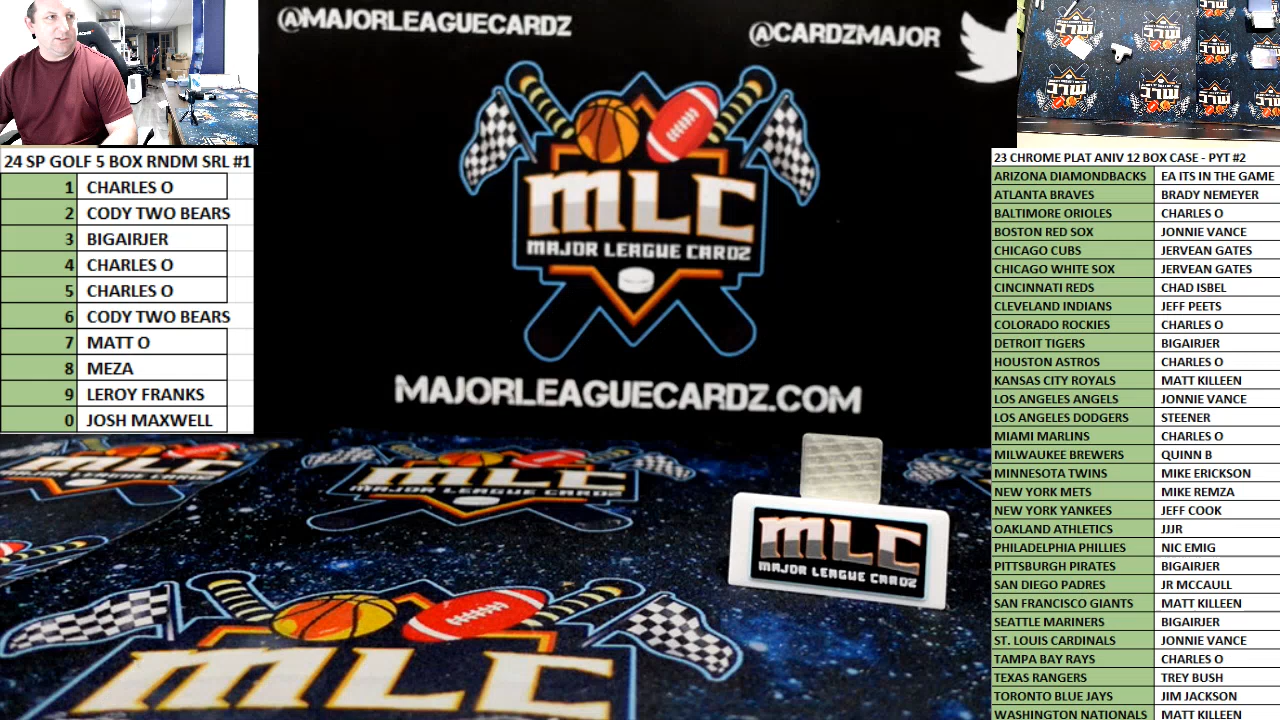 @MAJORLEAGUECARDZ
@CARDZMAJOR
MLC
MAJOR LEAGUE CARDZ
MAJORLEAGUECARDZ.COM
24 SP GOLF 5 BOX RNDM SRL #1
1 CHARLES O
2 CODY TWO BEARS
3 BIGAIRJER
4 CHARLES O
5 CHARLES O
6 CODY TWO BEARS
7 MATT O
8 MEZA
9 LEROY FRANKS
0 JOSH MAXWELL
23 CHROME PLAT ANIV 12 BOX CASE - PYT #2
ARIZONA DIAMONDBACKS EA ITS IN THE GAME
ATLANTA BRAVES BRADY NEMEYER
BALTIMORE ORIOLES CHARLES O
BOSTON RED SOX JONNIE VANCE
CHICAGO CUBS JERVEAN GATES
CHICAGO WHITE SOX JERVEAN GATES
CINCINNATI REDS CHAD ISBEL
CLEVELAND INDIANS JEFF PEETS
COLORADO ROCKIES CHARLES O
DETROIT TIGERS BIGAIRJER
HOUSTON ASTROS CHARLES O
KANSAS CITY ROYALS MATT KILLEEN
LOS ANGELES ANGELS JONNIE VANCE
LOS ANGELES DODGERS STEENER
MIAMI MARLINS CHARLES O
MILWAUKEE BREWERS QUINN B
MINNESOTA TWINS MIKE ERICKSON
NEW YORK METS MIKE REMZA
NEW YORK YANKEES JEFF COOK
OAKLAND ATHLETICS JJJR
PHILADELPHIA PHILLIES NIC EMIG
PITTSBURGH PIRATES BIGAIRJER
SAN DIEGO PADRES JR MCCAULL
SAN FRANCISCO GIANTS MATT KILLEEN
SEATTLE MARINERS BIGAIRJER
ST. LOUIS CARDINALS JONNIE VANCE
TAMPA BAY RAYS CHARLES O
TEXAS RANGERS TREY BUSH
TORONTO BLUE JAYS JIM JACKSON
WASHINGTON NATIONALS MATT KILLEEN
MLC
MLC
MAJOR LEAGUE CARDZ
MLC
MAJOR LEAGUE CARDZ
MLC